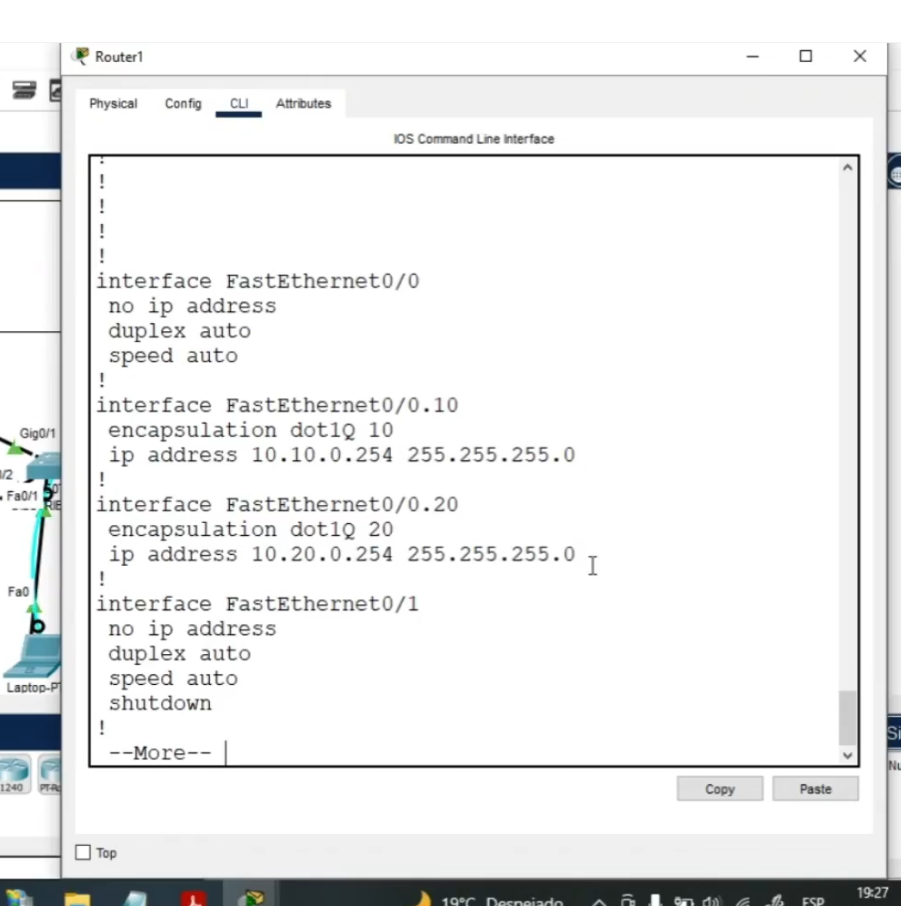 Router1
Physical Config CLI Attributes
IOS Command Line Interface
!
!
!
!
!
interface FastEthernet0/0
no ip address
duplex auto
speed auto
!
interface FastEthernet0/0.10
encapsulation dot1Q 10
ip address 10.10.0.254 255.255.255.0
!
interface FastEthernet0/0.20
encapsulation dot1Q 20
ip address 10.20.0.254 255.255.255.0
!
interface FastEthernet0/1
no ip address
duplex auto
speed auto
shutdown
!
--More--
Copy Paste
Top
Gig0/1
Fa0/1
Fa0
Laptop-PT
1240
19°C Despejado
ESP
19:27